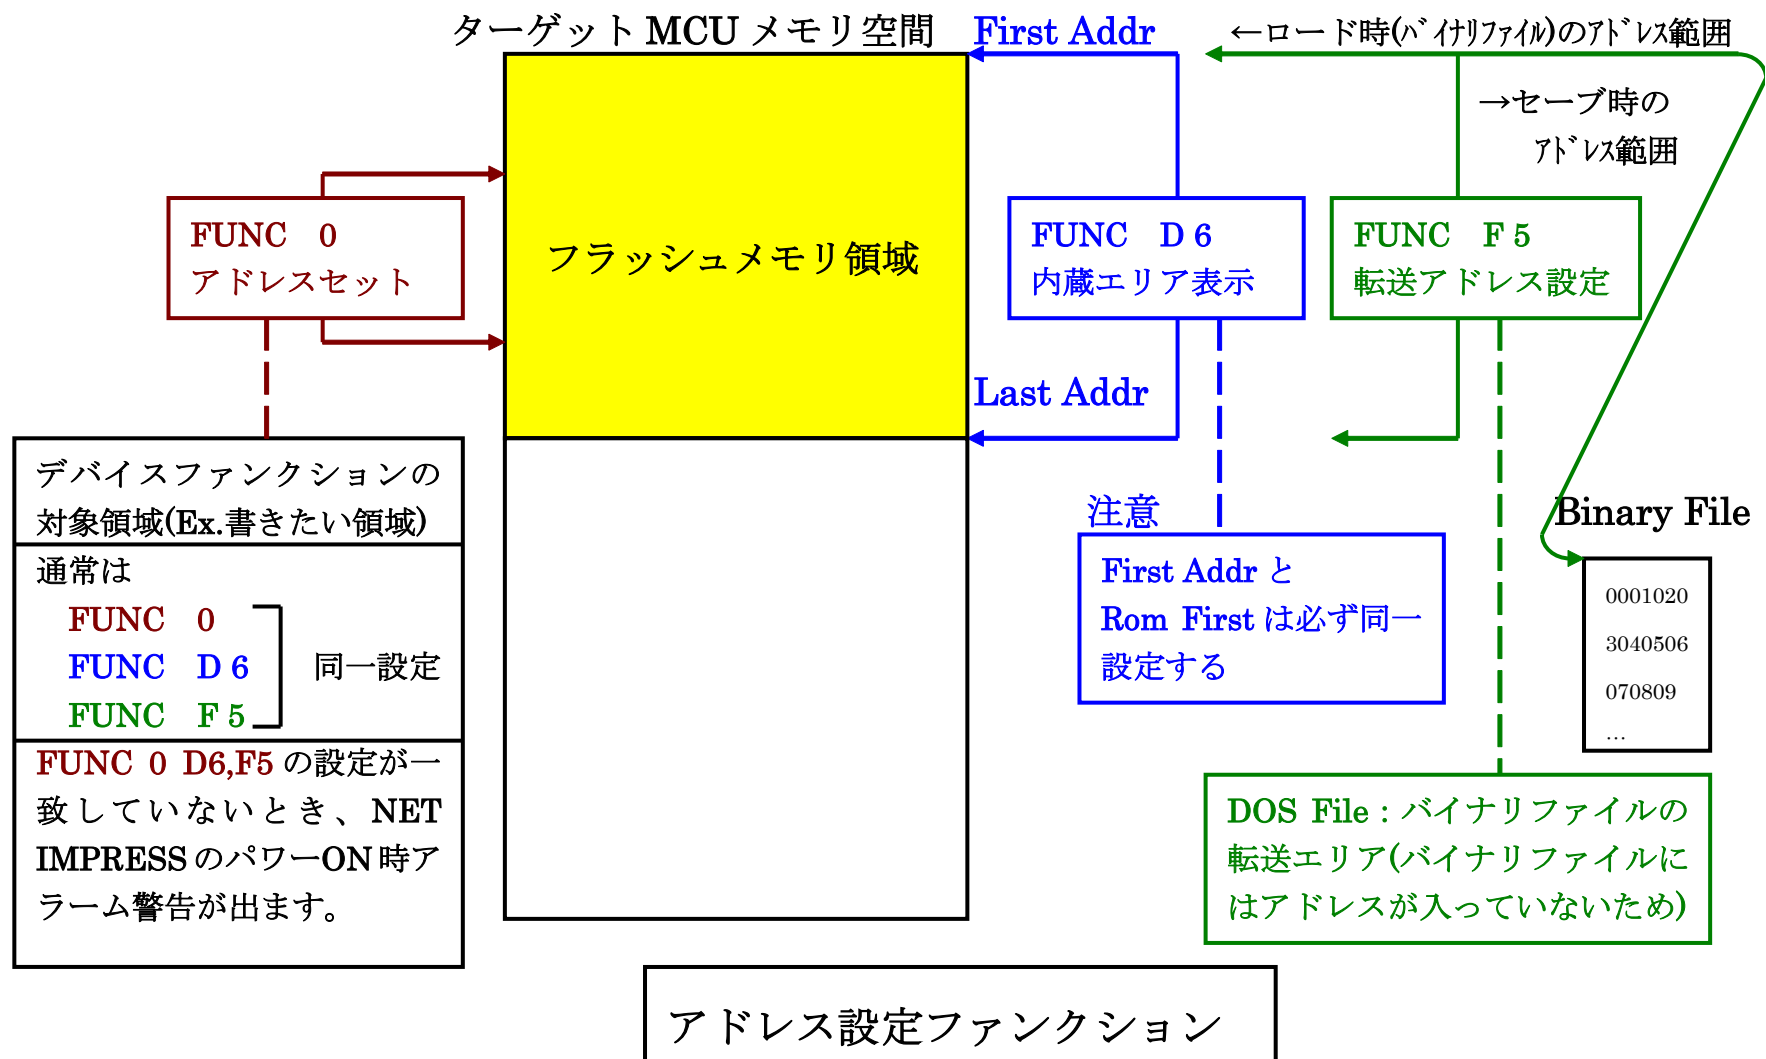 ターゲット MCU メモリ空間
First Addr
←ロード時(ﾊﾞｲﾅﾘﾌｧｲﾙ)のｱﾄﾞﾚｽ範囲
→セーブ時の
ｱﾄﾞﾚｽ範囲
FUNC 0
アドレスセット
フラッシュメモリ領域
FUNC D 6
内蔵エリア表示
FUNC F 5
転送アドレス設定
Last Addr
デバイスファンクションの
対象領域(Ex.書きたい領域)
通常は
FUNC 0
FUNC D 6
FUNC F 5
同一設定
FUNC 0 D6,F5 の設定が一
致していないとき、NET
IMPRESS のパワーON 時ア
ラーム警告が出ます。
注意
First Addr と
Rom First は必ず同一
設定する
Binary File
0001020
3040506
070809
…
DOS File : バイナリファイルの
転送エリア(バイナリファイルに
はアドレスが入っていないため)
アドレス設定ファンクション